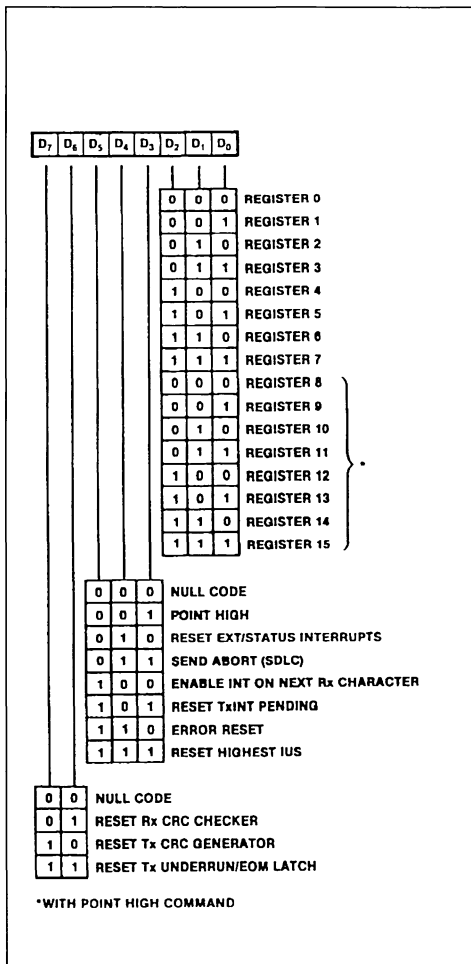 D7 D6 D5 D4 D3 D2 D1 D0
0 0 0 REGISTER 0
0 0 1 REGISTER 1
0 1 0 REGISTER 2
0 1 1 REGISTER 3
1 0 0 REGISTER 4
1 0 1 REGISTER 5
1 1 0 REGISTER 6
1 1 1 REGISTER 7
0 0 0 REGISTER 8
0 0 1 REGISTER 9
0 1 0 REGISTER 10
0 1 1 REGISTER 11
1 0 0 REGISTER 12
1 0 1 REGISTER 13
1 1 0 REGISTER 14
1 1 1 REGISTER 15
*
0 0 0 NULL CODE
0 0 1 POINT HIGH
0 1 0 RESET EXT/STATUS INTERRUPTS
0 1 1 SEND ABORT (SDLC)
1 0 0 ENABLE INT ON NEXT Rx CHARACTER
1 0 1 RESET TxINT PENDING
1 1 0 ERROR RESET
1 1 1 RESET HIGHEST IUS
0 0 NULL CODE
0 1 RESET Rx CRC CHECKER
1 0 RESET Tx CRC GENERATOR
1 1 RESET Tx UNDERRUN/EOM LATCH
*WITH POINT HIGH COMMAND